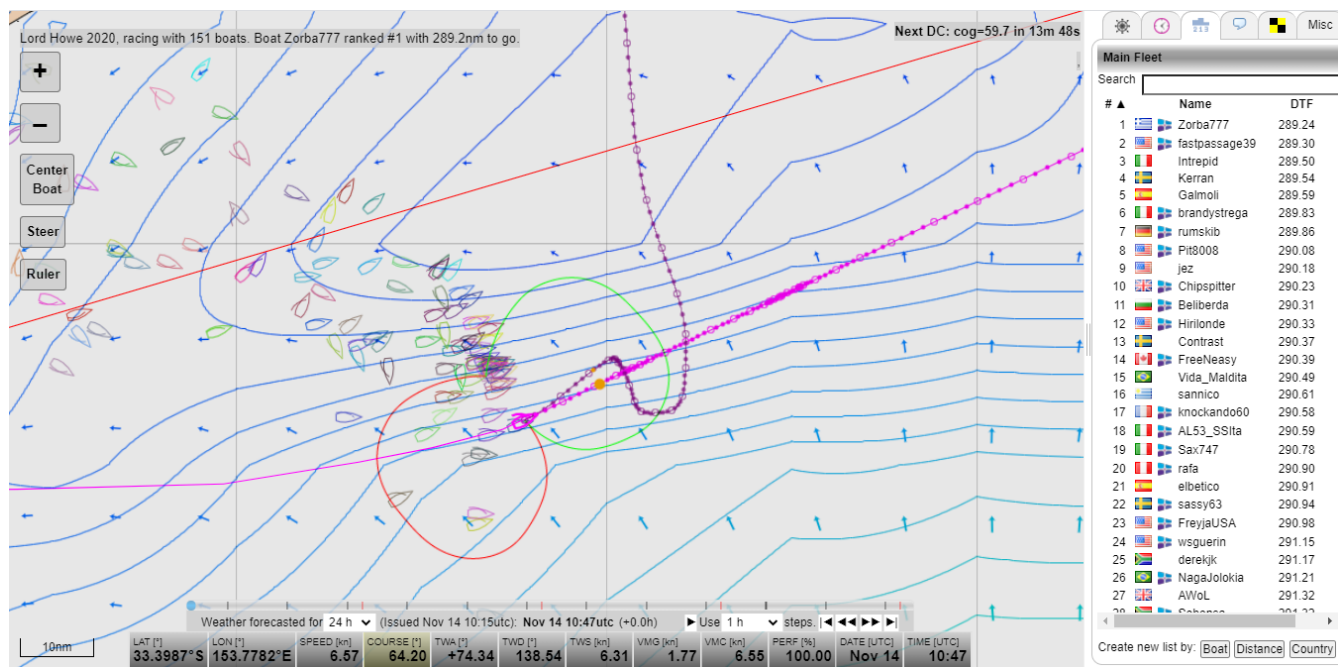 Lord Howe 2020, racing with 151 boats. Boat Zorba777 ranked #1 with 289.2nm to go.
Next DC: cog=59.7 in 13m 48s
Misc
+
−
Center Boat
Steer
Ruler
Main Fleet
Search
# ▲ Name DTF
1 Zorba777 289.24
2 fastpassage39 289.30
3 Intrepid 289.50
4 Kerran 289.54
5 Galmoli 289.59
6 brandystrega 289.83
7 rumskib 289.86
8 Pit8008 290.08
9 jez 290.18
10 Chipspitter 290.23
11 Beliberda 290.31
12 Hirilonde 290.33
13 Contrast 290.37
14 FreeNeasy 290.39
15 Vida_Maldita 290.49
16 sannico 290.61
17 knockando60 290.58
18 AL53_SSIta 290.59
19 Sax747 290.78
20 rafa 290.90
21 elbetico 290.91
22 sassy63 290.94
23 FreyjaUSA 290.98
24 wsguerin 291.15
25 derekjk 291.17
26 NagaJolokia 291.21
27 AWoL 291.32
Create new list by: Boat Distance Country
Weather forecasted for 24 h (Issued Nov 14 10:15utc): Nov 14 10:47utc (+0.0h) Use 1 h steps.
10nm
LAT [°] LON [°] SPEED [kn] COURSE [°] TWA [°] TWD [°] TWS [kn] VMG [kn] VMC [kn] PERF [%] DATE [UTC] TIME [UTC]
33.3987°S 153.7782°E 6.57 64.20 +74.34 138.54 6.31 1.77 6.55 100.00 Nov 14 10:47